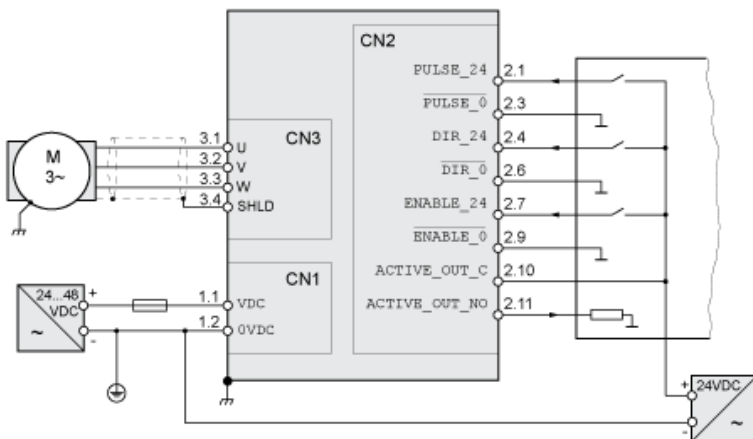 CN2
PULSE_24 2.1
PULSE_0 2.3
DIR_24 2.4
DIR_0 2.6
ENABLE_24 2.7
ENABLE_0 2.9
ACTIVE_OUT_C 2.10
ACTIVE_OUT_NO 2.11
CN3
3.1 U
3.2 V
3.3 W
3.4 SHLD
M
3~
CN1
1.1 VDC
1.2 0VDC
24...48
VDC
+
~
-
+
24VDC
-
~